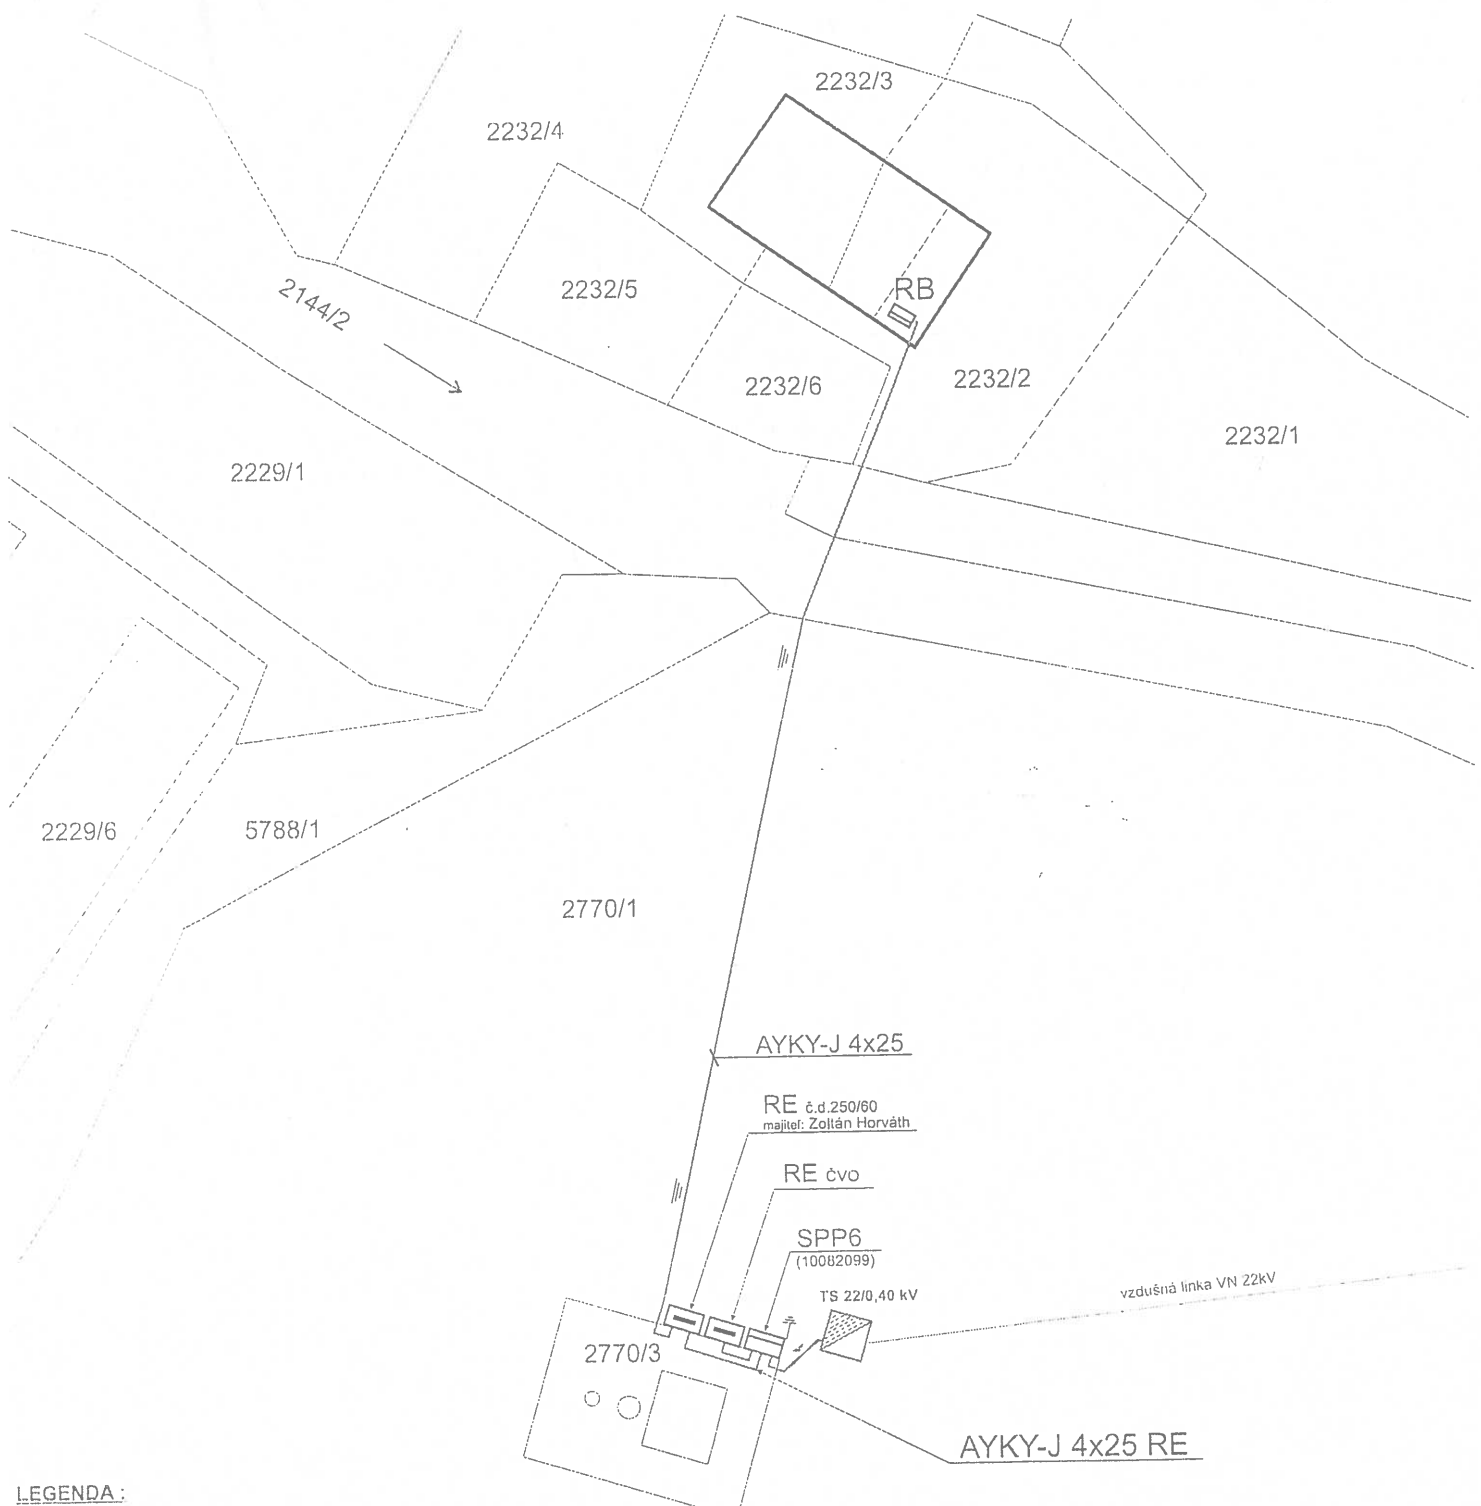 2232/3
2232/4
2232/5
RB
2144/2
2232/6
2232/2
2232/1
2229/1
2229/6
5788/1
2770/1
AYKY-J 4x25
RE č.d.250/60
majiteľ: Zoltán Horváth
RE ČVO
SPP6
(10082099)
TS 22/0,40 kV
vzdušná linka VN 22kV
2770/3
AYKY-J 4x25 RE
LEGENDA :